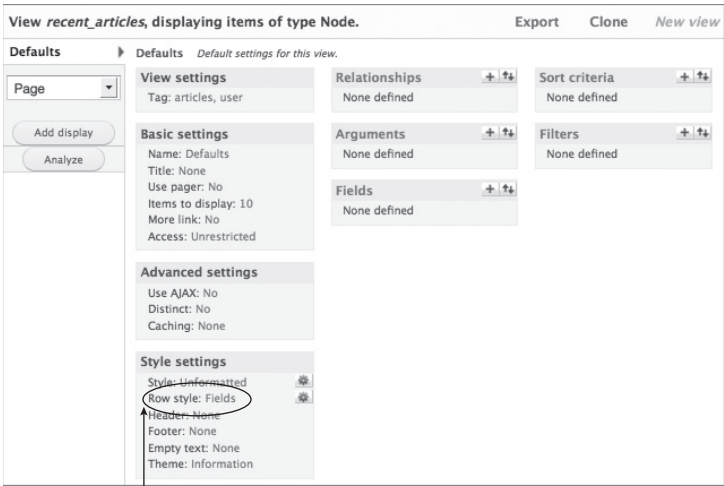 View recent_articles, displaying items of type Node.
Export Clone New view
Defaults
Page
Add display
Analyze
Defaults Default settings for this view.
View settings
Tag: articles, user
Basic settings
Name: Defaults
Title: None
Use pager: No
Items to display: 10
More link: No
Access: Unrestricted
Advanced settings
Use AJAX: No
Distinct: No
Caching: None
Style settings
Style: Unformatted
Row style: Fields
Header: None
Footer: None
Empty text: None
Theme: Information
Relationships
None defined
Arguments
None defined
Fields
None defined
Sort criteria
None defined
Filters
None defined